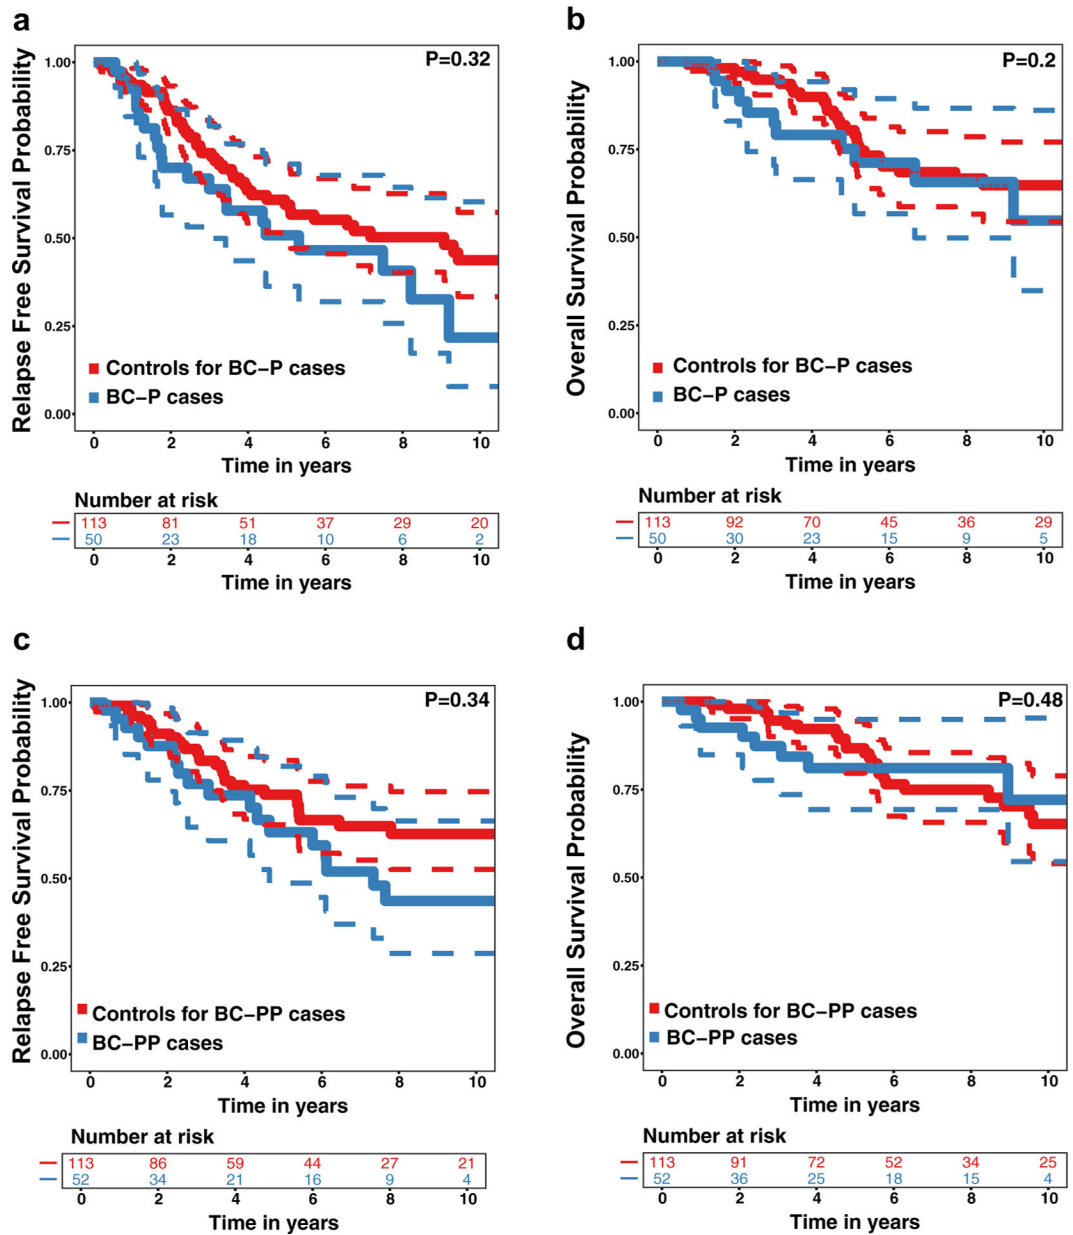 a
Relapse Free Survival Probability
P=0.32
1.00
0.75
0.50
0.25
0.00
Controls for BC–P cases
BC–P cases
0 2 4 6 8 10
Time in years
Number at risk
113 81 51 37 29 20
50 23 18 10 6 2
0 2 4 6 8 10
Time in years
b
Overall Survival Probability
P=0.2
1.00
0.75
0.50
0.25
0.00
Controls for BC–P cases
BC–P cases
0 2 4 6 8 10
Time in years
Number at risk
113 92 70 45 36 29
50 30 23 15 9 5
0 2 4 6 8 10
Time in years
c
Relapse Free Survival Probability
P=0.34
1.00
0.75
0.50
0.25
0.00
Controls for BC–PP cases
BC–PP cases
0 2 4 6 8 10
Time in years
Number at risk
113 86 59 44 27 21
52 34 21 16 9 4
0 2 4 6 8 10
Time in years
d
Overall Survival Probability
P=0.48
1.00
0.75
0.50
0.25
0.00
Controls for BC–PP cases
BC–PP cases
0 2 4 6 8 10
Time in years
Number at risk
113 91 72 52 34 25
52 36 25 18 15 4
0 2 4 6 8 10
Time in years